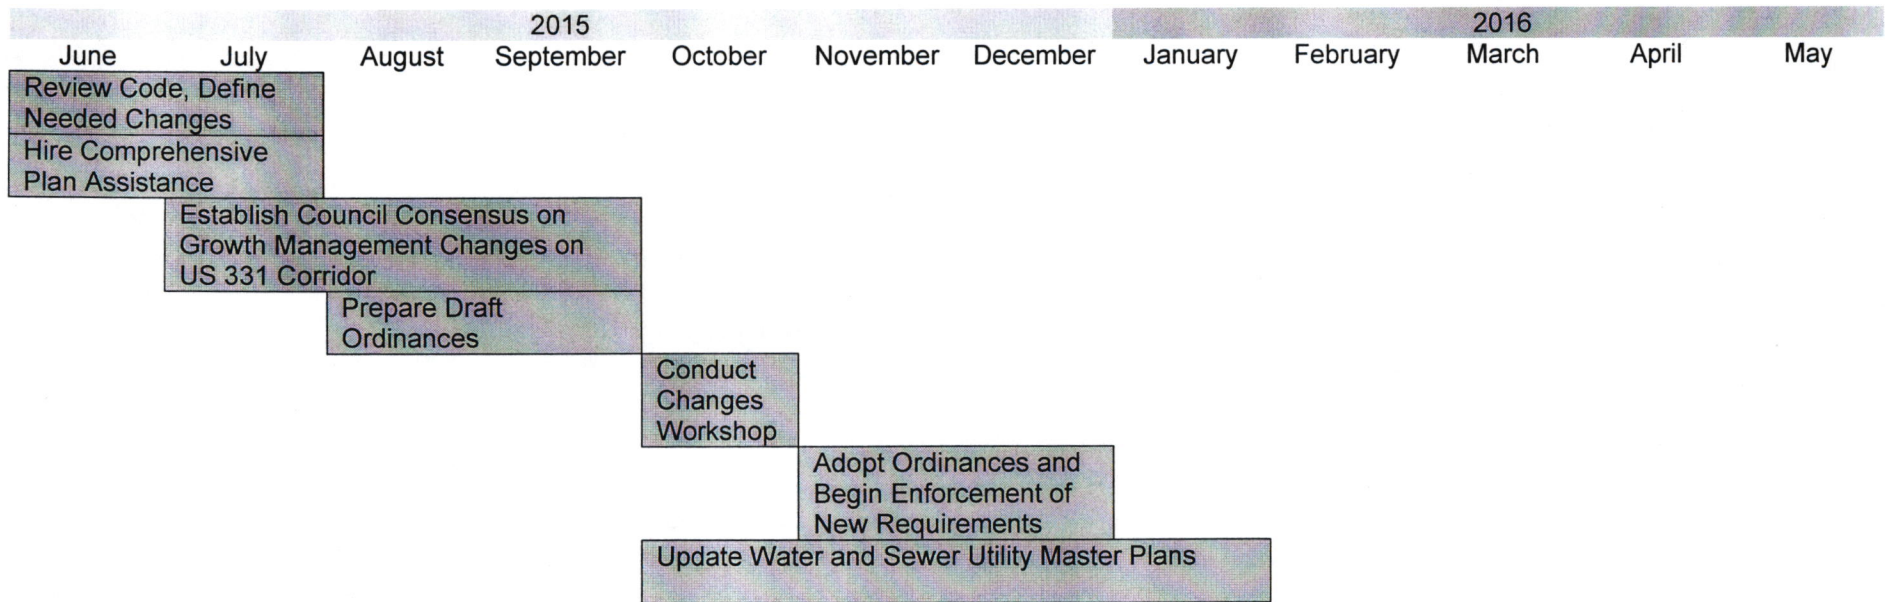 2015 2016
June July August September October November December January February March April May
Review Code, Define
Needed Changes
Hire Comprehensive
Plan Assistance
Establish Council Consensus on
Growth Management Changes on
US 331 Corridor
Prepare Draft
Ordinances
Conduct
Changes
Workshop
Adopt Ordinances and
Begin Enforcement of
New Requirements
Update Water and Sewer Utility Master Plans